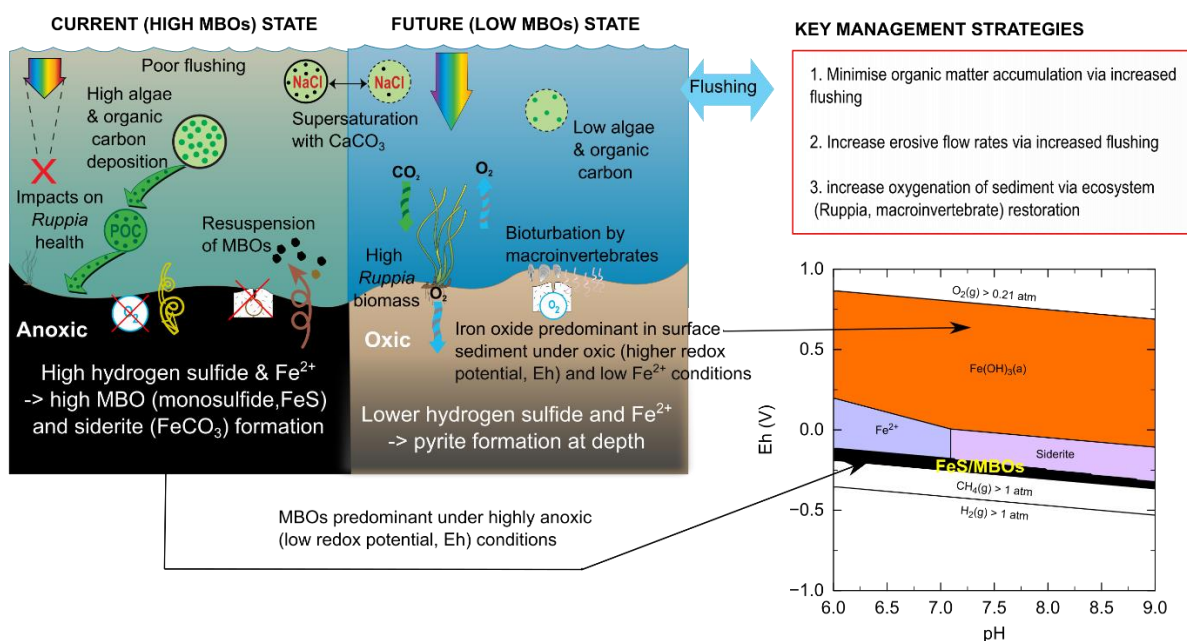 CURRENT (HIGH MBOs) STATE
FUTURE (LOW MBOs) STATE
KEY MANAGEMENT STRATEGIES
Poor flushing
High algae
& organic
carbon
deposition
NaCl
NaCl
Supersaturation
with CaCO3
Impacts on
Ruppia
health
POC
Resuspension
of MBOs
O2
Anoxic
High hydrogen sulfide & Fe2+
-> high MBO (monosulfide,FeS)
and siderite (FeCO3) formation
Low algae
& organic
carbon
CO2
O2
High
Ruppia
biomass
O2
Bioturbation by
macroinvertebrates
O2
Oxic
Iron oxide predominant in surface
sediment under oxic (higher redox
potential, Eh) and low Fe2+ conditions
Lower hydrogen sulfide and Fe2+
-> pyrite formation at depth
Flushing
1. Minimise organic matter accumulation via increased
flushing
2. Increase erosive flow rates via increased flushing
3. increase oxygenation of sediment via ecosystem
(Ruppia, macroinvertebrate) restoration
MBOs predominant under highly anoxic
(low redox potential, Eh) conditions
1.0
0.5
0.0
−0.5
−1.0
Eh (V)
O2(g) > 0.21 atm
Fe(OH)3(a)
Fe2+
Siderite
FeS/MBOs
CH4(g) > 1 atm
H2(g) > 1 atm
6.0 6.5 7.0 7.5 8.0 8.5 9.0
pH